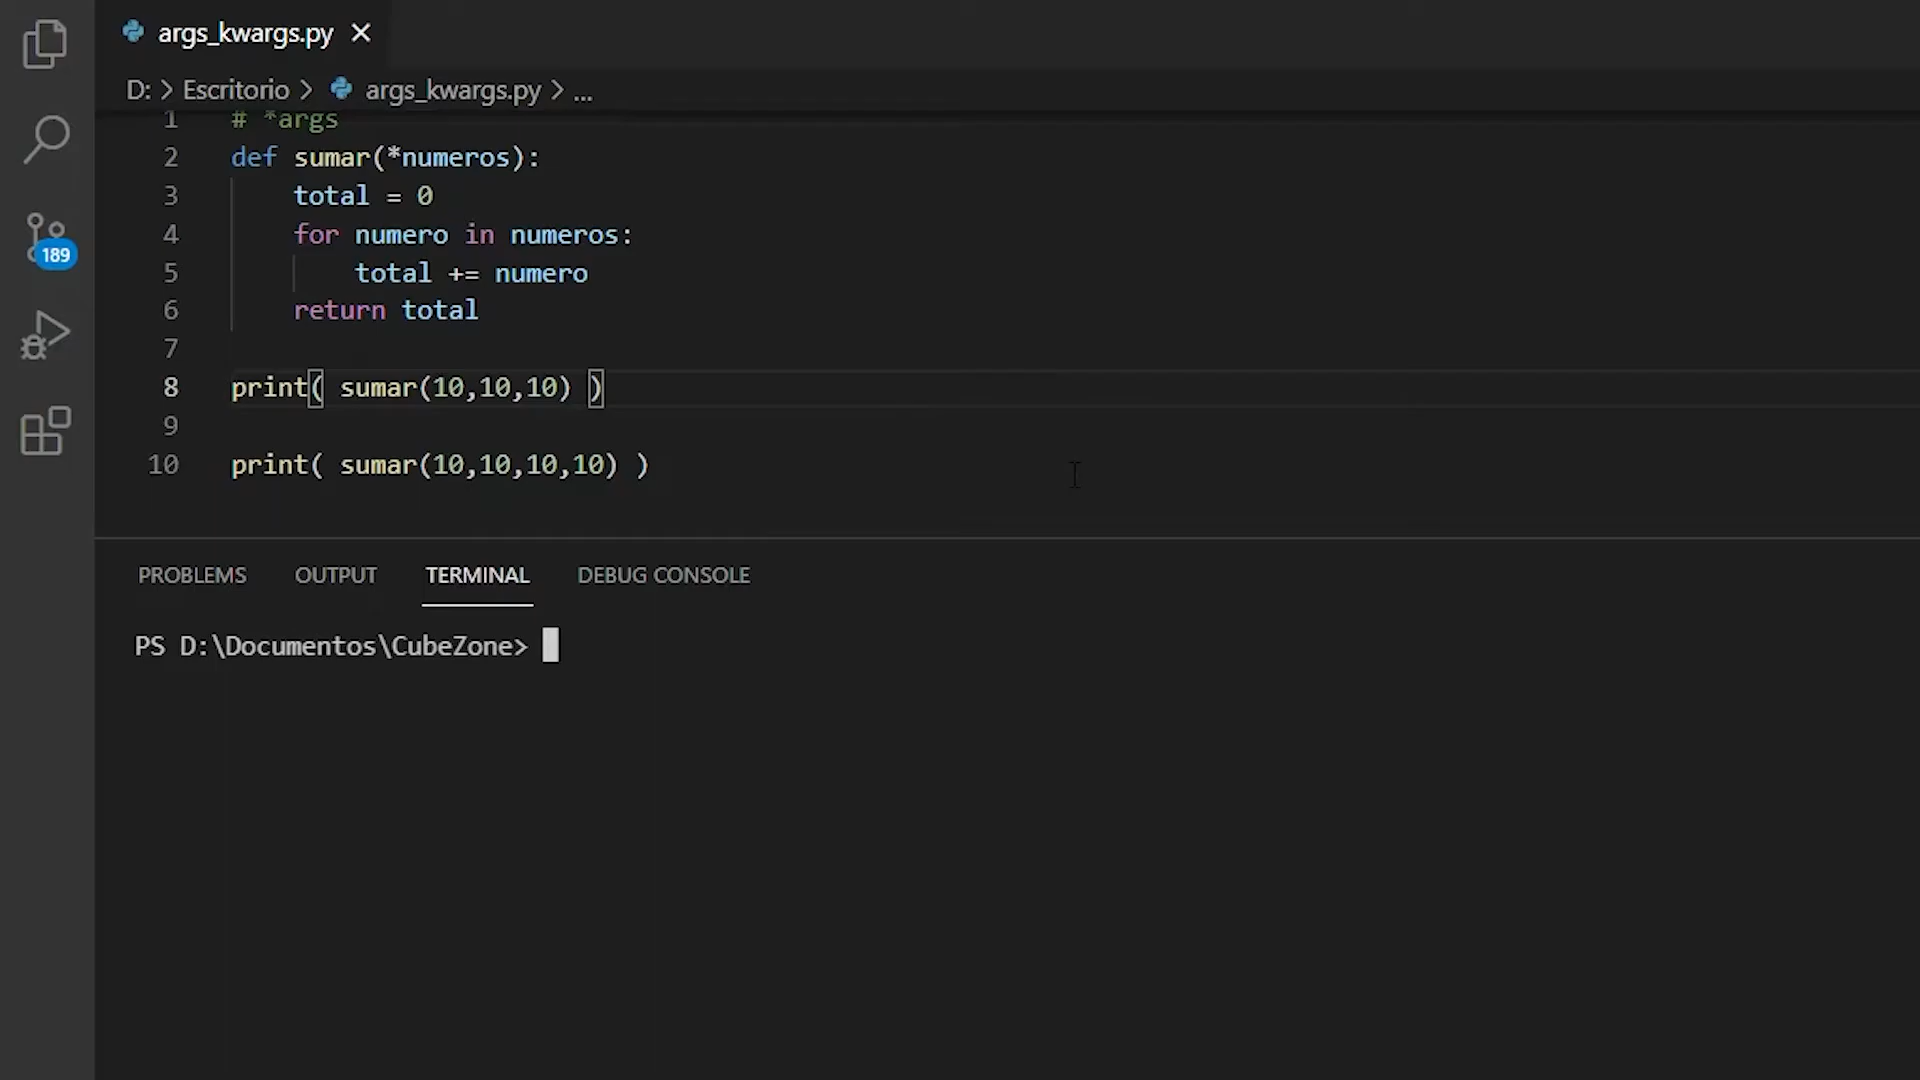 args_kwargs.py
D: > Escritorio > args_kwargs.py > ...
1 # *args
2 def sumar(*numeros):
3 total = 0
4 for numero in numeros:
5 total += numero
6 return total
7
8 print( sumar(10,10,10) )
9
10 print( sumar(10,10,10,10) )
189
PROBLEMS OUTPUT TERMINAL DEBUG CONSOLE
PS D:\Documentos\CubeZone>